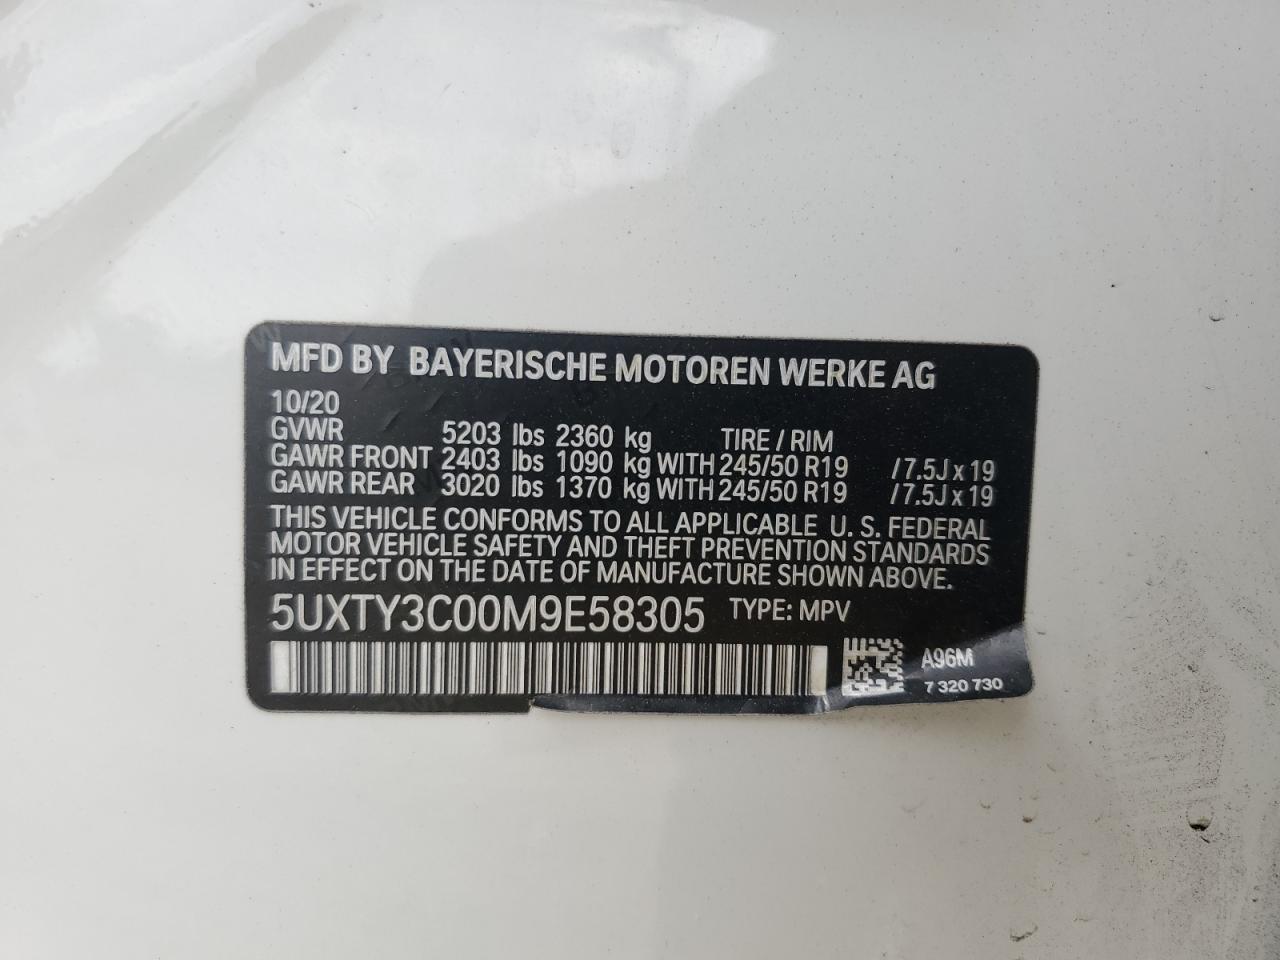 MFD BY BAYERISCHE MOTOREN WERKE AG
10/20
GVWR 5203 lbs 2360 kg TIRE / RIM
GAWR FRONT 2403 lbs 1090 kg WITH 245/50 R19 / 7.5J x 19
GAWR REAR 3020 lbs 1370 kg WITH 245/50 R19 / 7.5J x 19
THIS VEHICLE CONFORMS TO ALL APPLICABLE U. S. FEDERAL
MOTOR VEHICLE SAFETY AND THEFT PREVENTION STANDARDS
IN EFFECT ON THE DATE OF MANUFACTURE SHOWN ABOVE.
5UXTY3C00M9E58305 TYPE: MPV
A96M
7 320 730